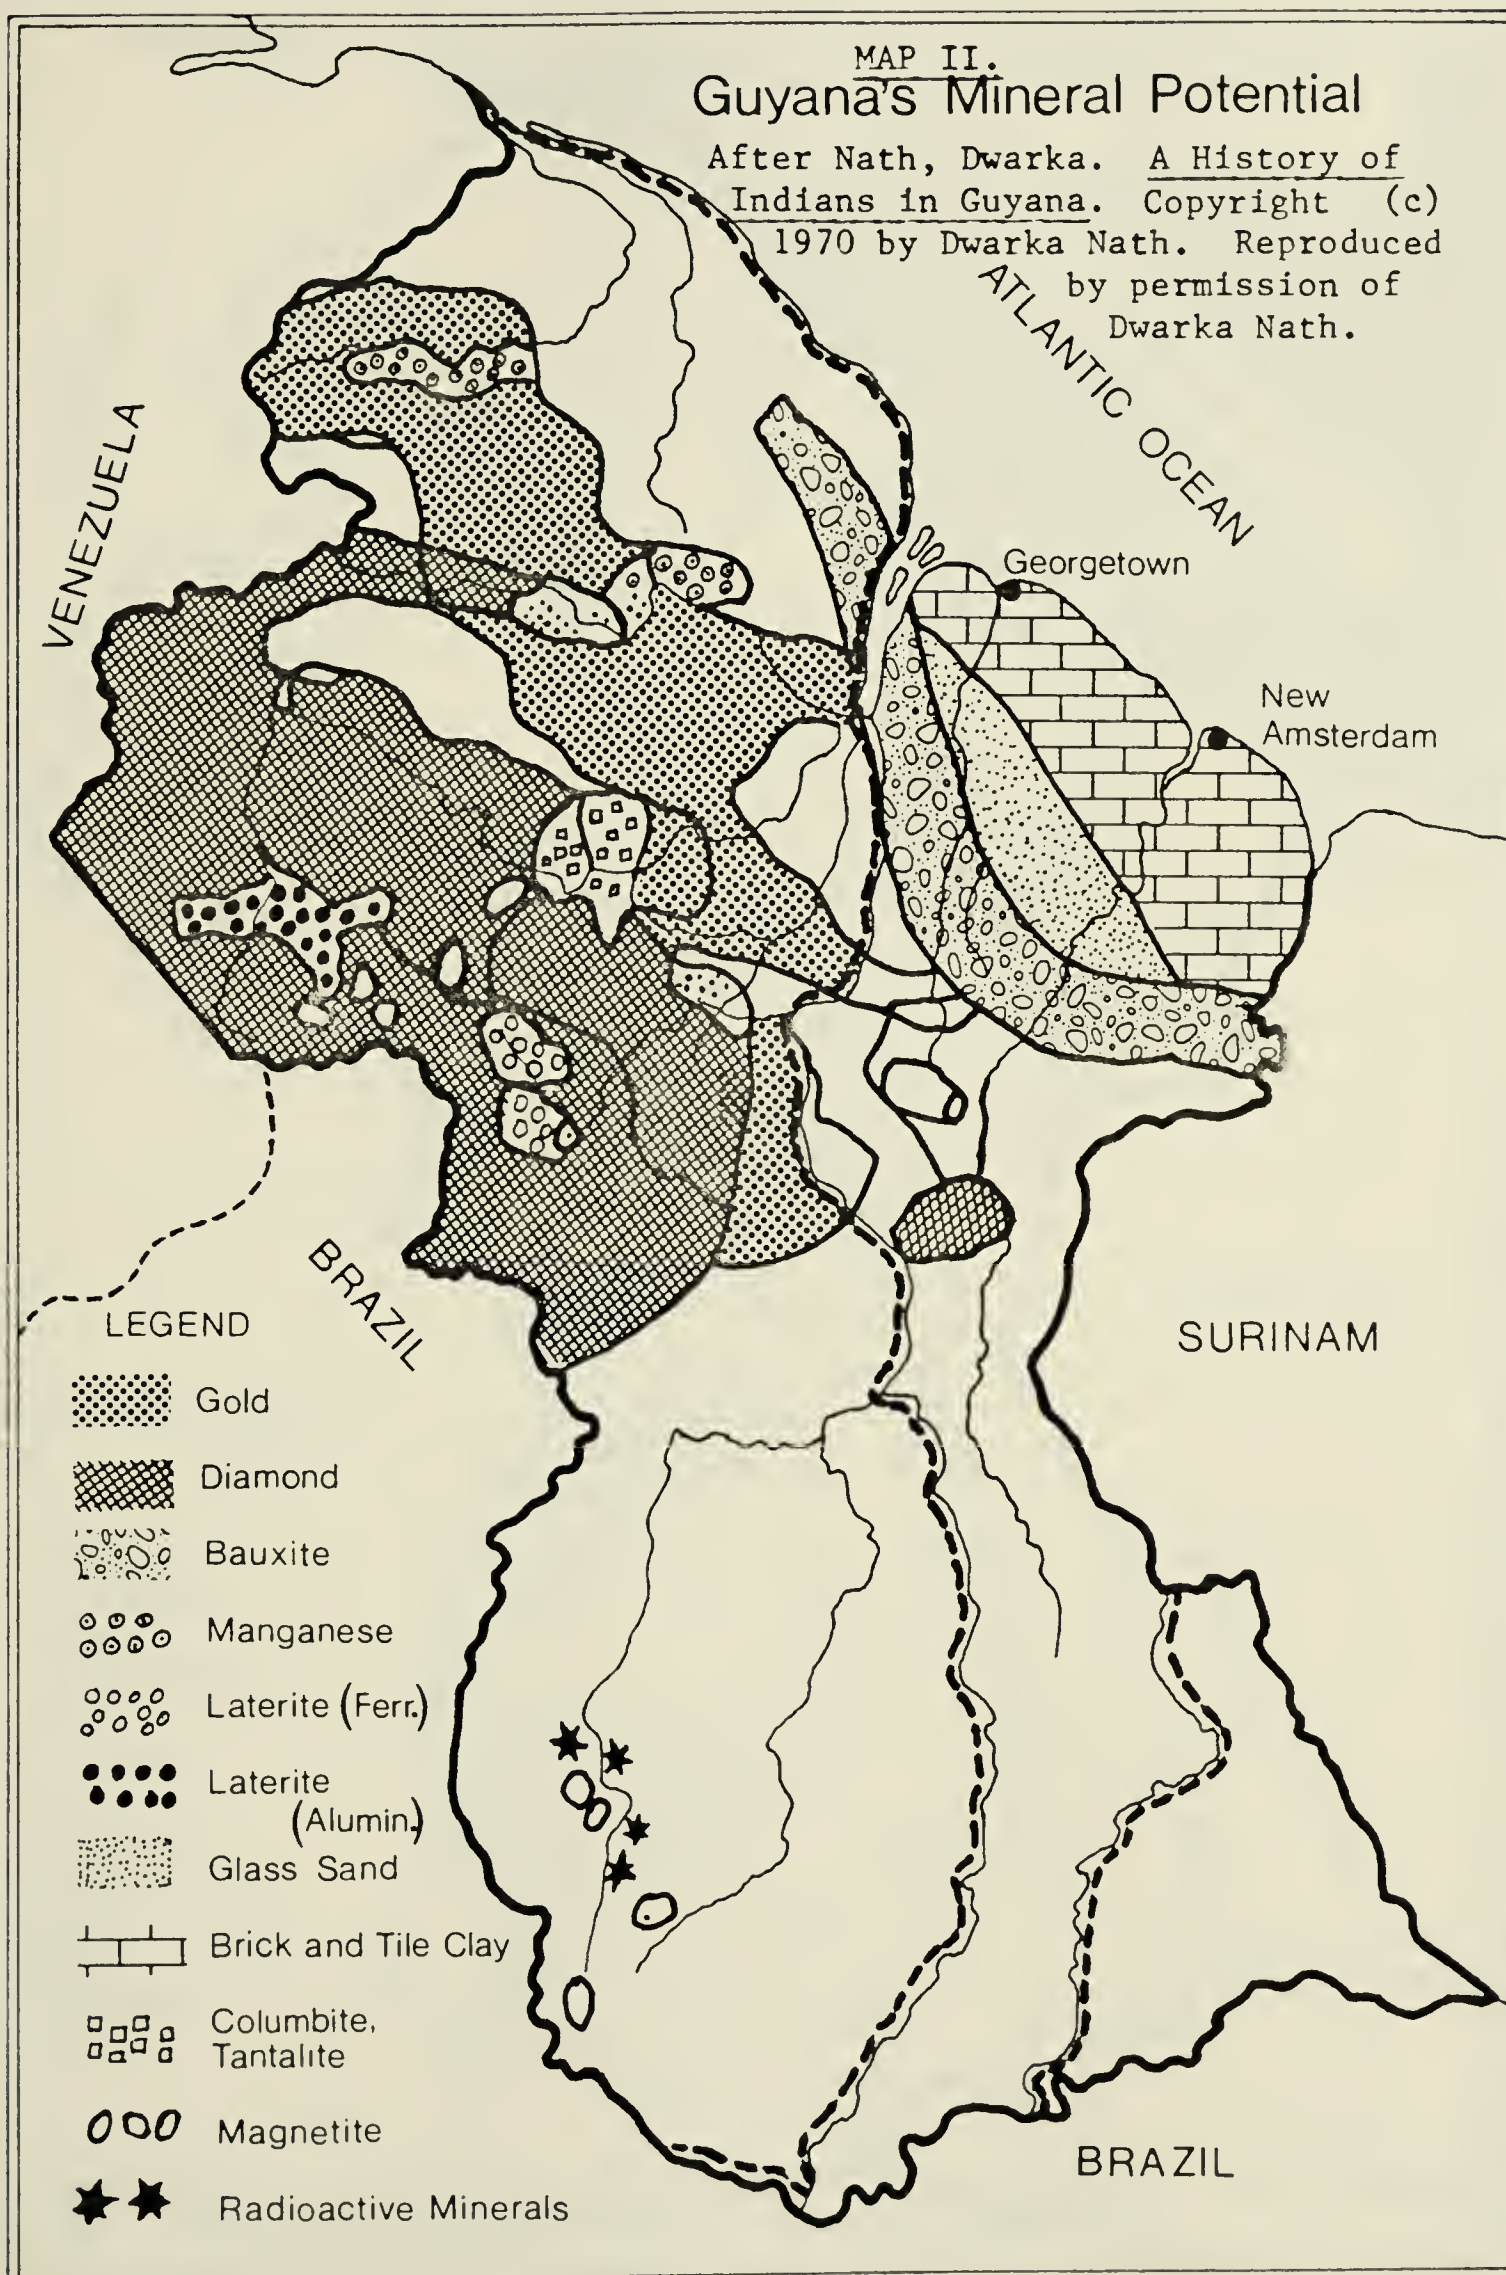 MAP II.
Guyana's Mineral Potential
After Nath, Dwarka. A History of
Indians in Guyana. Copyright (c)
1970 by Dwarka Nath. Reproduced
by permission of
Dwarka Nath.
ATLANTIC OCEAN
VENEZUELA
Georgetown
New
Amsterdam
BRAZIL
SURINAM
LEGEND
Gold
Diamond
Bauxite
Manganese
Laterite (Ferr.)
Laterite
(Alumin.)
Glass Sand
Brick and Tile Clay
Columbite,
Tantalite
Magnetite
Radioactive Minerals
BRAZIL